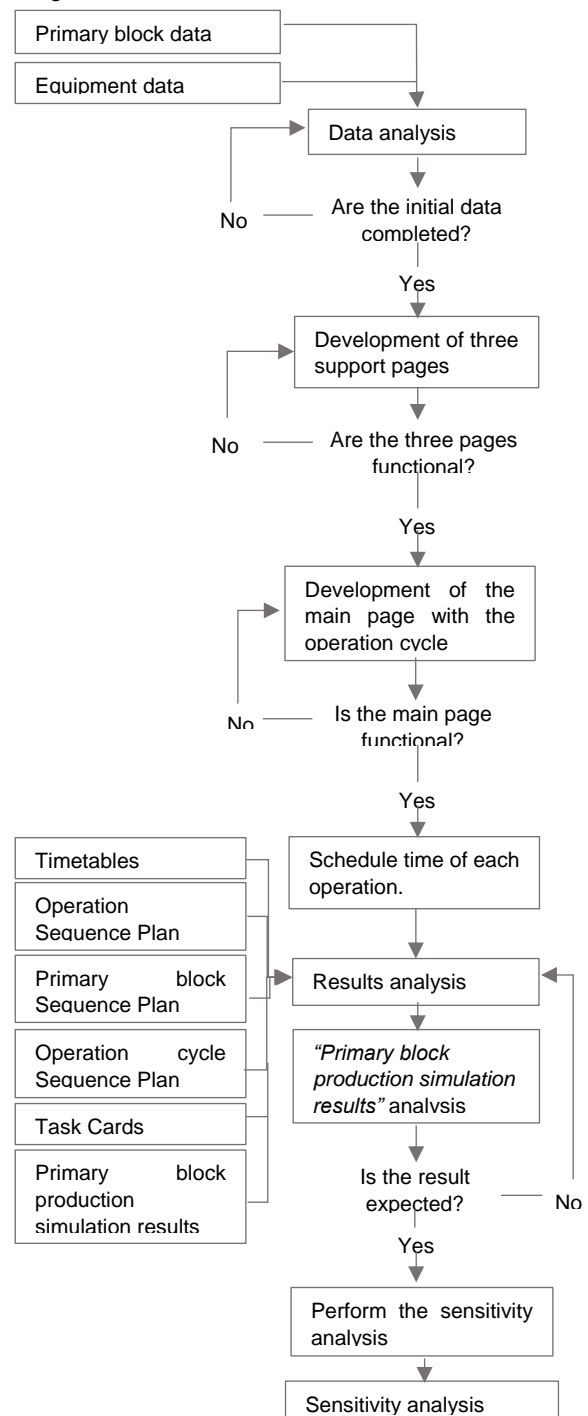 Primary block data
Equipment data
Data analysis
Are the initial data
completed?
No
Yes
Development of three
support pages
Are the three pages
functional?
No
Yes
Development of the
main page with the
operation cycle
Is the main page
functional?
No
Yes
Timetables
Operation
Sequence Plan
Primary block
Sequence Plan
Operation cycle
Sequence Plan
Task Cards
Primary block
production
simulation results
Schedule time of each
operation.
Results analysis
“Primary block
production simulation
results” analysis
Is the result
expected?
No
Yes
Perform the sensitivity
analysis
Sensitivity analysis